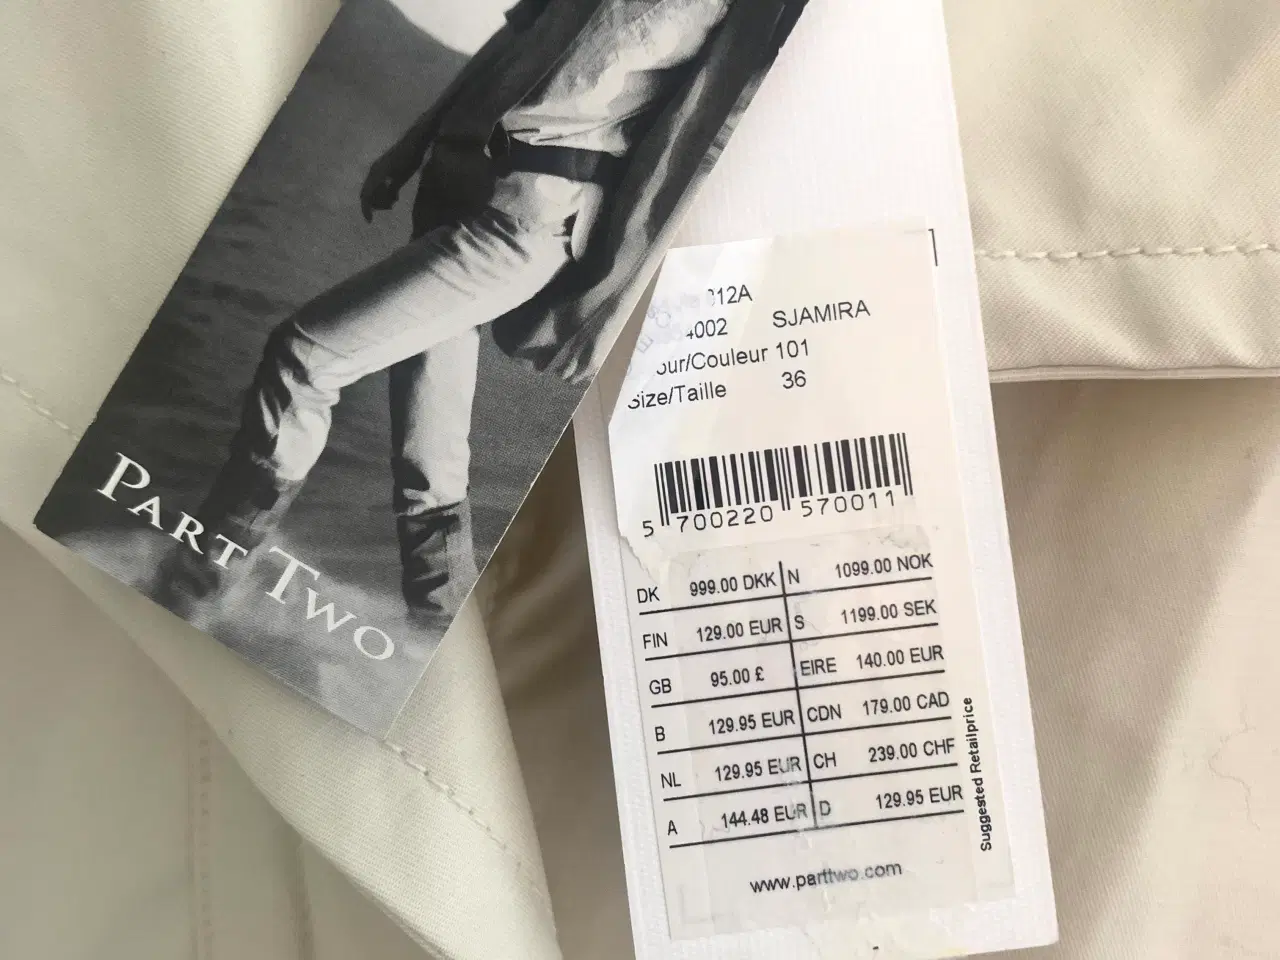 PART TWO
012A
4002 SJAMIRA
our/Couleur 101
Size/Taille 36
5 700220 570011
DK 999.00 DKK N 1099.00 NOK
FIN 129.00 EUR S 1199.00 SEK
GB 95.00 £ EIRE 140.00 EUR
B 129.95 EUR CDN 179.00 CAD
NL 129.95 EUR CH 239.00 CHF
A 144.48 EUR D 129.95 EUR
Suggested Retailprice
www.parttwo.com